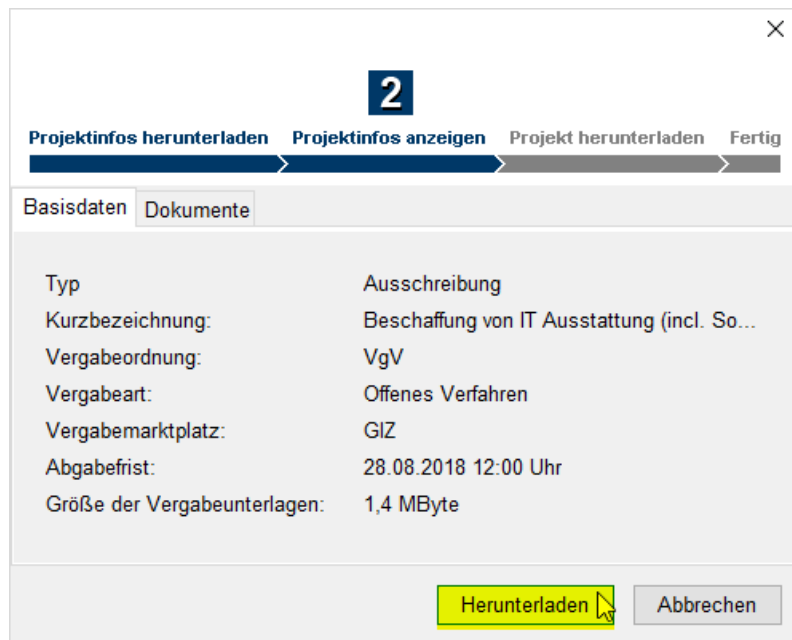 2
Projektinfos herunterladen Projektinfos anzeigen Projekt herunterladen Fertig
Basisdaten Dokumente
Typ Ausschreibung
Kurzbezeichnung: Beschaffung von IT Ausstattung (incl. So...
Vergabeordnung: VgV
Vergabeart: Offenes Verfahren
Vergabemarktplatz: GIZ
Abgabefrist: 28.08.2018 12:00 Uhr
Größe der Vergabeunterlagen: 1,4 MByte
Herunterladen Abbrechen